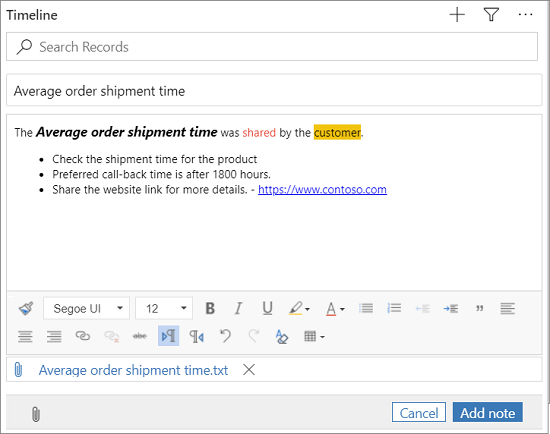 Timeline
Search Records
Average order shipment time
The Average order shipment time was shared by the customer.
• Check the shipment time for the product
• Preferred call-back time is after 1800 hours.
• Share the website link for more details. - https://www.contoso.com
Segoe UI 12 B I U A
abc
Average order shipment time.txt
Cancel Add note